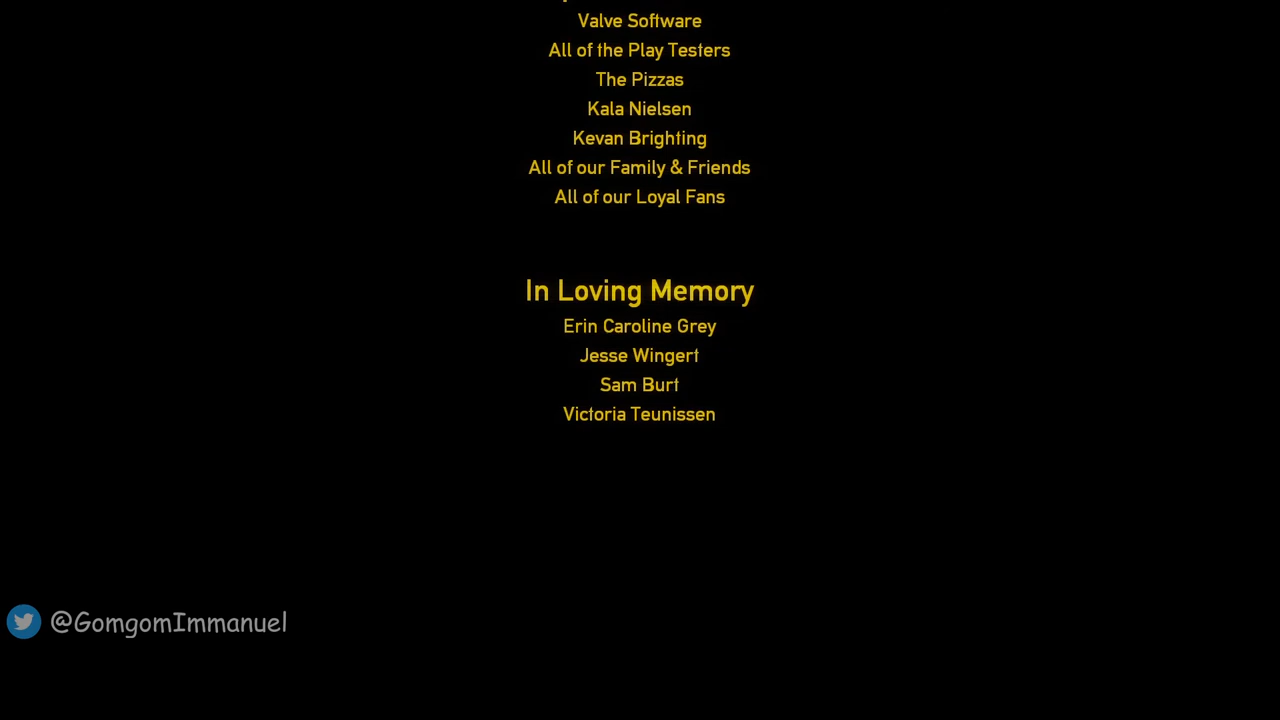 Valve Software
All of the Play Testers
The Pizzas
Kala Nielsen
Kevan Brighting
All of our Family & Friends
All of our Loyal Fans
In Loving Memory
Erin Caroline Grey
Jesse Wingert
Sam Burt
Victoria Teunissen
@GomgomImmanuel